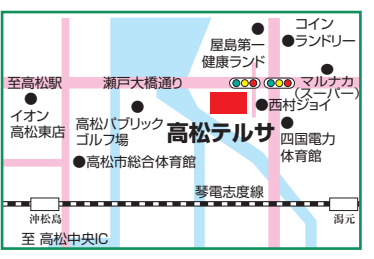 コイン
●ランドリー
屋島第一
健康ランド
至高松駅
瀬戸大橋通り
マルナカ
(スーパー)
イオン
高松東店
高松パブリック
ゴルフ場
高松テルサ
●西村ジョイ
四国電力
体育館
●高松市総合体育館
琴電志度線
沖松島
潟元
至 高松中央IC